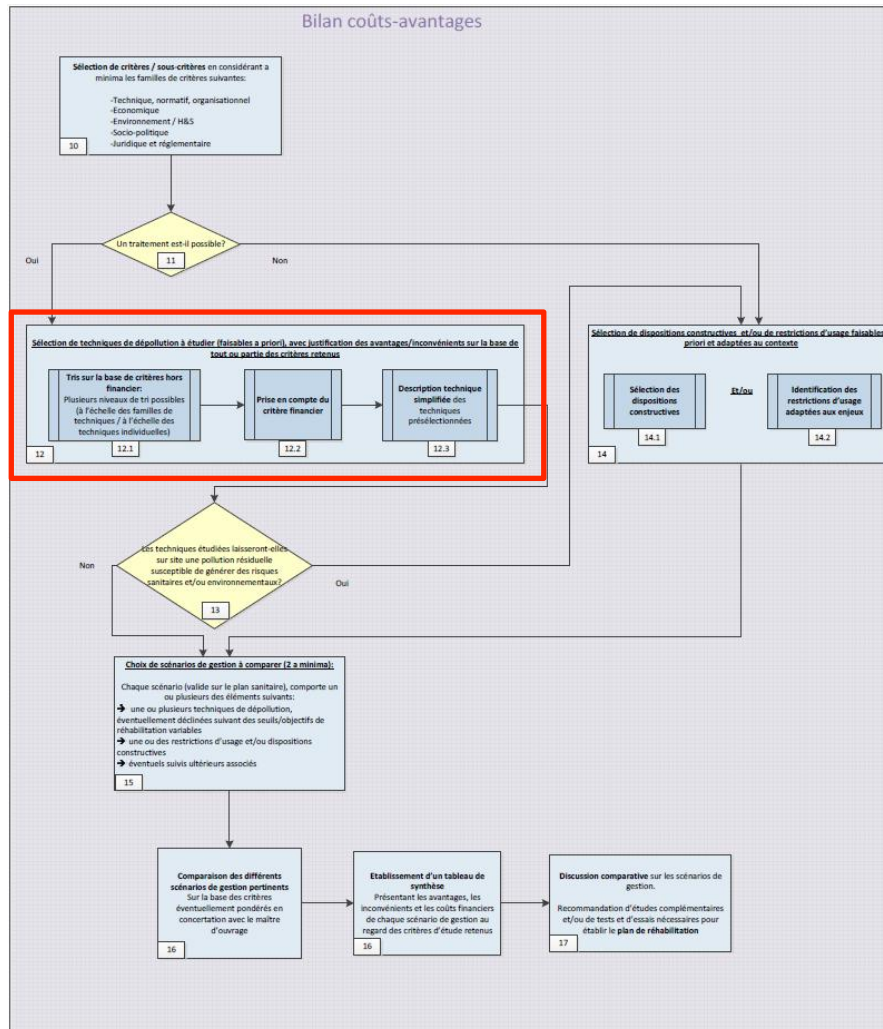 Bilan coûts-avantages
Sélection de critères / sous-critères en considérant a
minima les familles de critères suivantes:
-Technique, normatif, organisationnel
-Economique
-Environnement / H&S
-Socio-politique
-Juridique et réglementaire
10
Un traitement est-il possible?
11
Oui
Non
Sélection de techniques de dépollution à étudier (faisables a priori), avec justification des avantages/inconvénients sur la base de
tout ou partie des critères retenus
Tris sur la base de critères hors
financier:
Plusieurs niveaux de tri possibles
(à l'échelle des familles de
techniques / à l'échelle des
techniques individuelles)
12.1
Prise en compte du
critère financier
12.2
Description technique
simplifiée des
techniques
présélectionnées
12.3
12
Sélection de dispositions constructives et/ou de restrictions d'usage faisables
priori et adaptées au contexte
Sélection des
dispositions
constructives
14.1
Et/ou
Identification des
restrictions d'usage
adaptées aux enjeux
14.2
14
Les techniques étudiées laisseront-elles
sur site une pollution résiduelle
susceptible de générer des risques
sanitaires et/ou environnementaux?
13
Non
Oui
Choix de scénarios de gestion à comparer (2 a minima):
Chaque scénario (valide sur le plan sanitaire), comporte un
ou plusieurs des éléments suivants:
➔ une ou plusieurs techniques de dépollution,
éventuellement déclinées suivant des seuils/objectifs de
réhabilitation variables
➔ une ou des restrictions d'usage et/ou dispositions
constructives
➔ éventuels suivis ultérieurs associés
15
Comparaison des différents
scénarios de gestion pertinents
Sur la base des critères
éventuellement pondérés en
concertation avec le maître
d'ouvrage
16
Etablissement d'un tableau de
synthèse
Présentant les avantages, les
inconvénients et les coûts financiers
de chaque scénario de gestion au
regard des critères d'étude retenus
16
Discussion comparative sur les scénarios de
gestion.
Recommandation d'études complémentaires
et/ou de tests et d'essais nécessaires pour
établir le plan de réhabilitation
17